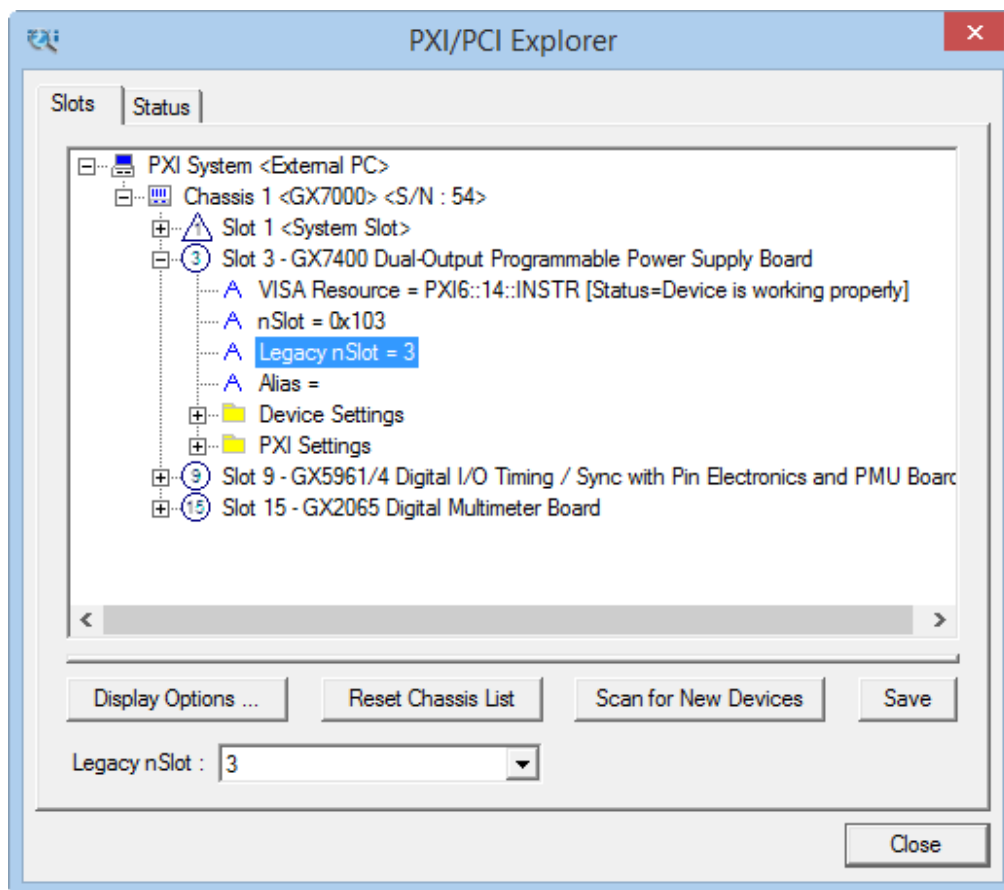 PXI/PCI Explorer
Slots
Status
PXI System <External PC>
Chassis 1 <GX7000> <S/N : 54>
1 Slot 1 <System Slot>
3 Slot 3 - GX7400 Dual-Output Programmable Power Supply Board
A VISA Resource = PXI6::14::INSTR [Status=Device is working properly]
A nSlot = 0x103
A Legacy nSlot = 3
A Alias =
Device Settings
PXI Settings
9 Slot 9 - GX5961/4 Digital I/O Timing / Sync with Pin Electronics and PMU Board
15 Slot 15 - GX2065 Digital Multimeter Board
Display Options ...
Reset Chassis List
Scan for New Devices
Save
Legacy nSlot : 3
Close